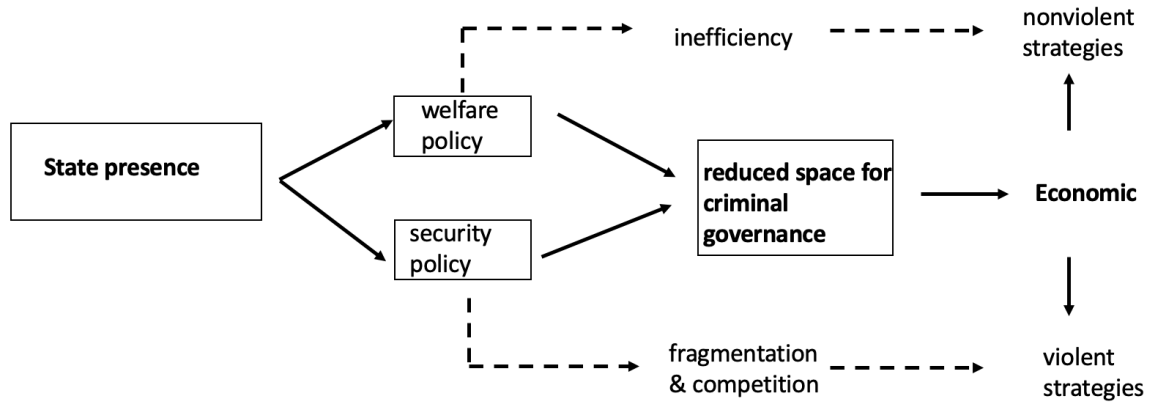 nonviolent
strategies
inefficiency
welfare
policy
State presence
reduced space for
criminal
governance
Economic
security
policy
fragmentation
& competition
violent
strategies